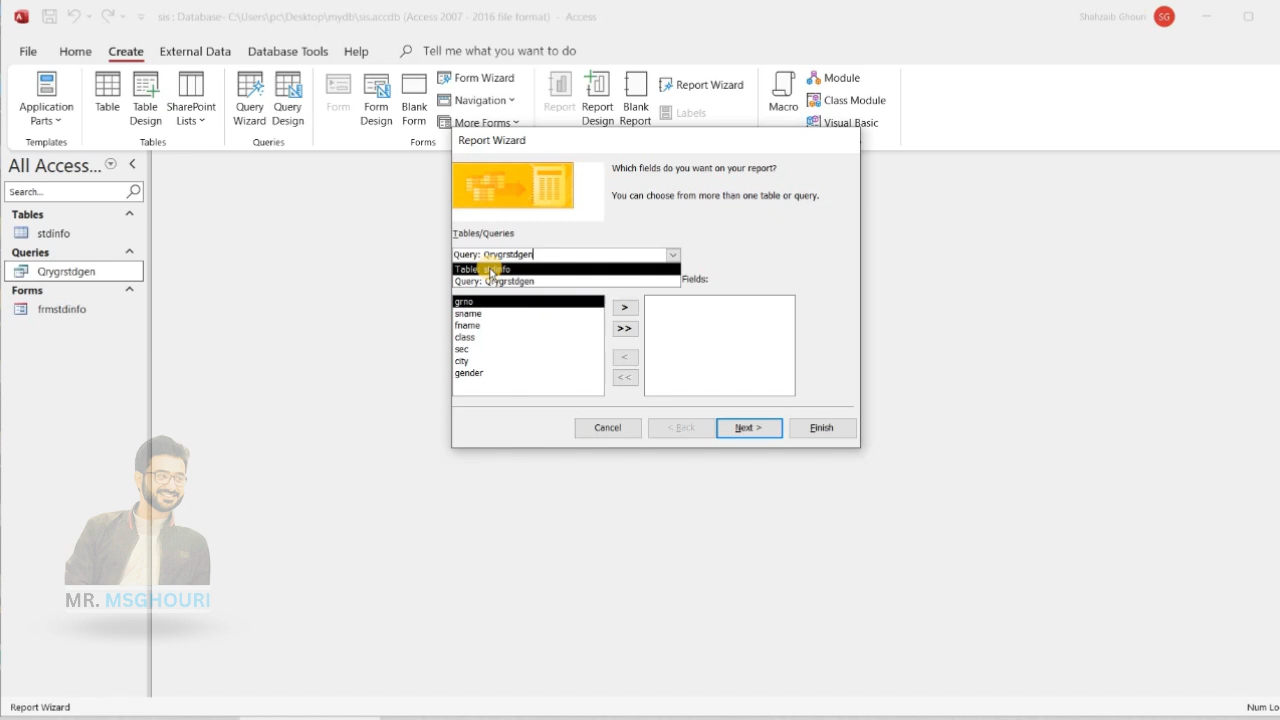 sis : Database- C:\Users\pc\Desktop\mydb\sis.accdb (Access 2007 - 2016 file format) - Access
Shahzaib Ghouri SG
File Home Create External Data Database Tools Help Tell me what you want to do
Application Parts
Table
Table Design
SharePoint Lists
Query Wizard
Query Design
Form
Form Design
Blank Form
Form Wizard
Navigation
More Forms
Report
Report Design
Blank Report
Report Wizard
Labels
Macro
Module
Class Module
Visual Basic
Templates Tables Queries Forms
All Access...
Search...
Tables
stdinfo
Queries
Qrygrstdgen
Forms
frmstdinfo
Report Wizard
Which fields do you want on your report?
You can choose from more than one table or query.
Tables/Queries
Query: Qrygrstdgen
Table: stdinfo
Query: Qrygrstdgen
Fields:
grno
sname
fname
class
sec
city
gender
>
>>
<
<<
Cancel < Back Next > Finish
MR. MSGHOURI
Report Wizard
Num Lo